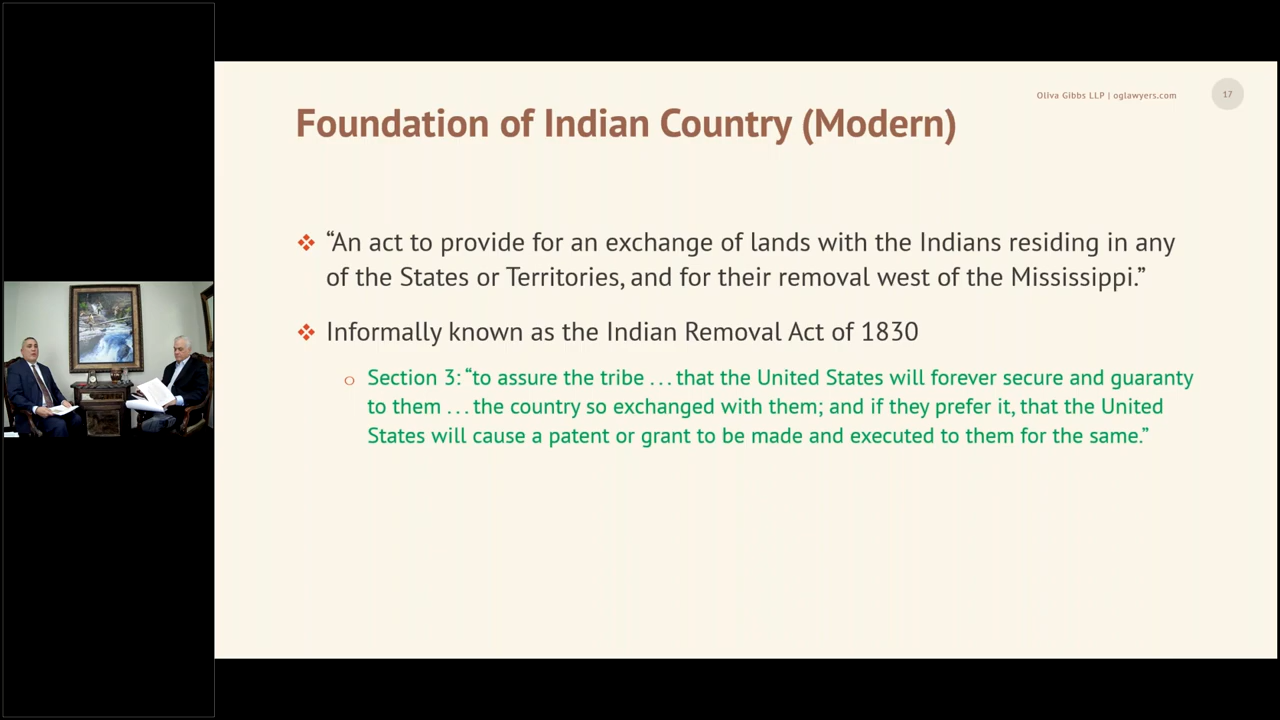 Oliva Gibbs LLP | oglawyers.com
17
Foundation of Indian Country (Modern)
❖ “An act to provide for an exchange of lands with the Indians residing in any
of the States or Territories, and for their removal west of the Mississippi.”
❖ Informally known as the Indian Removal Act of 1830
o Section 3: “to assure the tribe . . . that the United States will forever secure and guaranty
to them . . . the country so exchanged with them; and if they prefer it, that the United
States will cause a patent or grant to be made and executed to them for the same.”